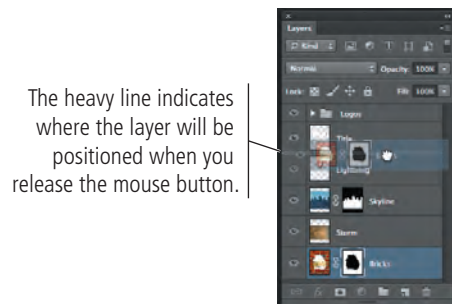 The heavy line indicates
where the layer will be
positioned when you
release the mouse button.
Layers
Kind
Normal Opacity: 100%
Lock: Fill: 100%
Logos
Title
Lightning
Skyline
Storm
Bricks